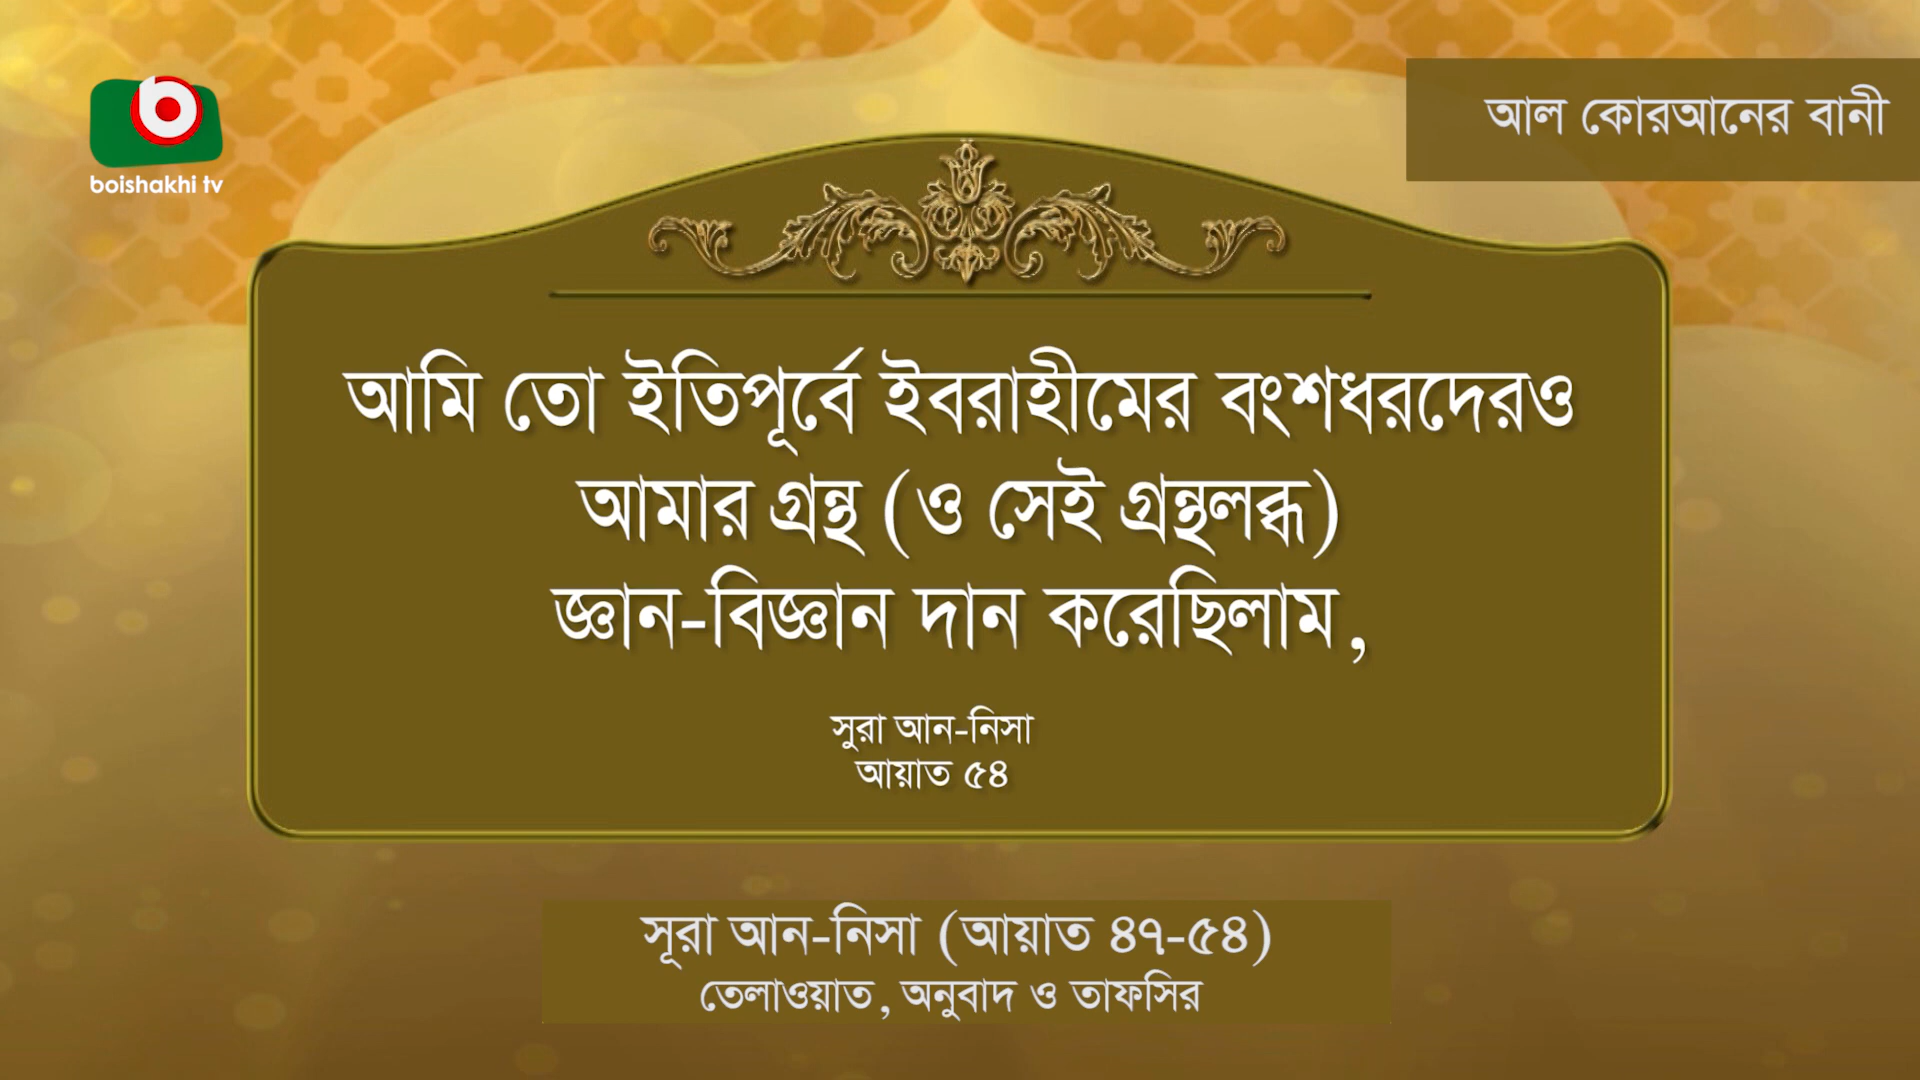 boishakhi tv
আল কোরআনের বানী
আমি তো ইতিপূর্বে ইবরাহীমের বংশধরদেরও
আমার গ্রন্থ (ও সেই গ্রন্থলব্ধ)
জ্ঞান-বিজ্ঞান দান করেছিলাম,
সুরা আন-নিসা
আয়াত ৫৪
সূরা আন-নিসা (আয়াত ৪৭-৫৪)
তেলাওয়াত, অনুবাদ ও তাফসির